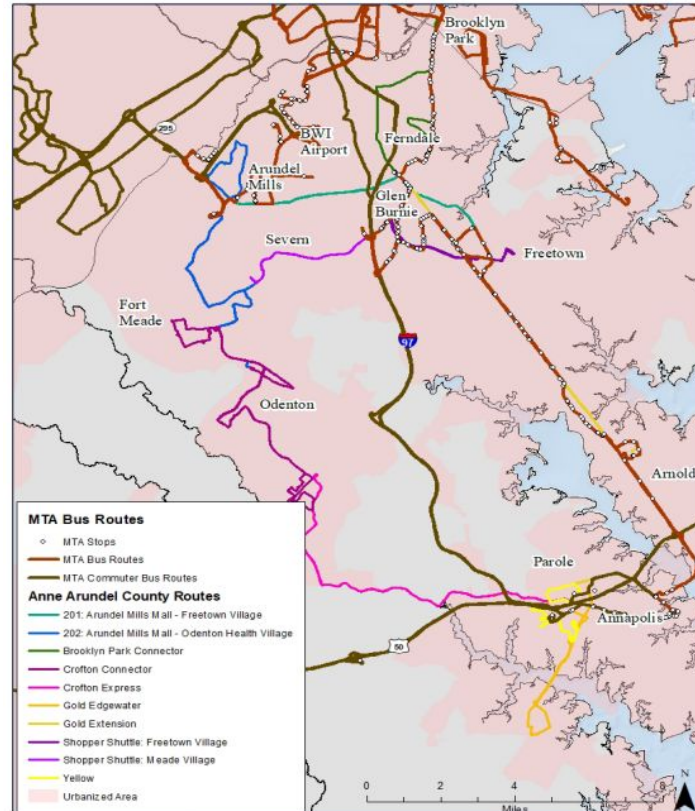 Brooklyn
Park
295
BWI
Airport
Ferndale
Arundel
Mills
Glen
Burnie
Severn
Freetown
Fort
Meade
97
Odenton
Arnold
Parole
Annapolis
50
MTA Bus Routes
MTA Stops
MTA Bus Routes
MTA Commuter Bus Routes
Anne Arundel County Routes
201: Arundel Mills Mall - Freetown Village
202: Arundel Mills Mall - Odenton Health Village
Brooklyn Park Connector
Crofton Connector
Crofton Express
Gold Edgewater
Gold Extension
Shopper Shuttle: Freetown Village
Shopper Shuttle: Meade Village
Yellow
Urbanized Area
N
0 2 4 8
Miles